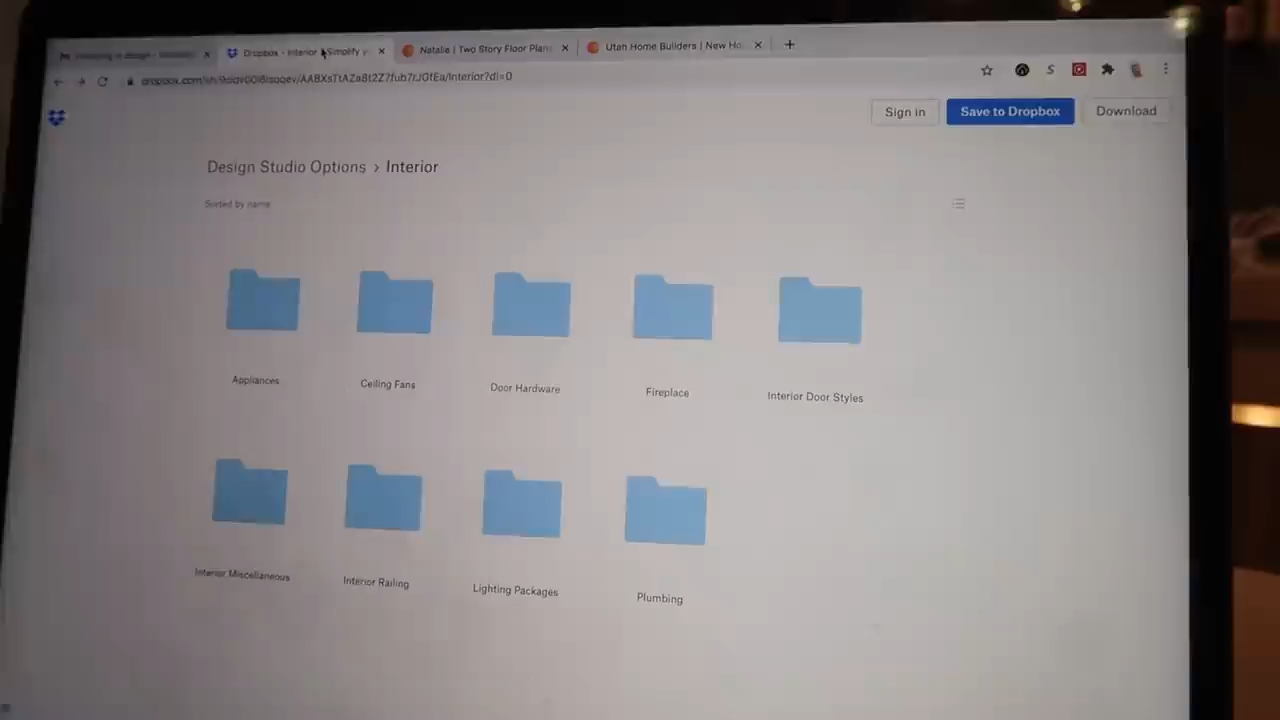 Dropbox - Interior - Simplify y
Natalie | Two Story Floor Plans
Utah Home Builders | New Ho
Sign in
Save to Dropbox
Download
Design Studio Options › Interior
Sorted by name
Appliances
Ceiling Fans
Door Hardware
Fireplace
Interior Door Styles
Interior Miscellaneous
Interior Railing
Lighting Packages
Plumbing